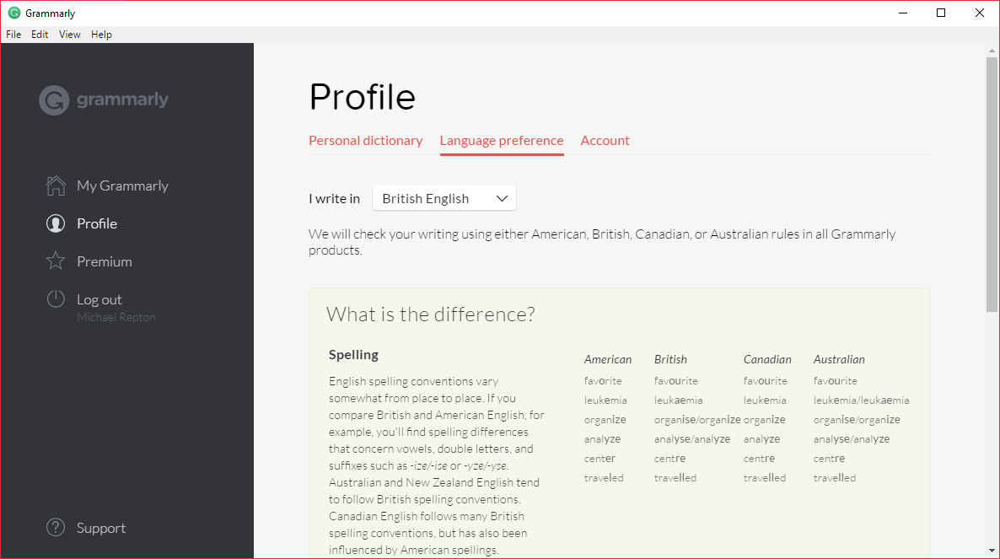 Grammarly
File Edit View Help
grammarly
My Grammarly
Profile
Premium
Log out
Michael Repton
Support
Profile
Personal dictionary Language preference Account
I write in British English
We will check your writing using either American, British, Canadian, or Australian rules in all Grammarly
products.
What is the difference?
Spelling
English spelling conventions vary
somewhat from place to place. If you
compare British and American English, for
example, you'll find spelling differences
that concern vowels, double letters, and
suffixes such as -ize/-ise or -yze/-yse.
Australian and New Zealand English tend
to follow British spelling conventions.
Canadian English follows many British
spelling conventions, but has also been
influenced by American spellings.
American British Canadian Australian
favorite favourite favourite favourite
leukemia leukaemia leukemia leukemia/leukaemia
organize organise/organize organize organise/organize
analyze analyse/analyze analyze analyse/analyze
center centre centre centre
traveled travelled travelled travelled